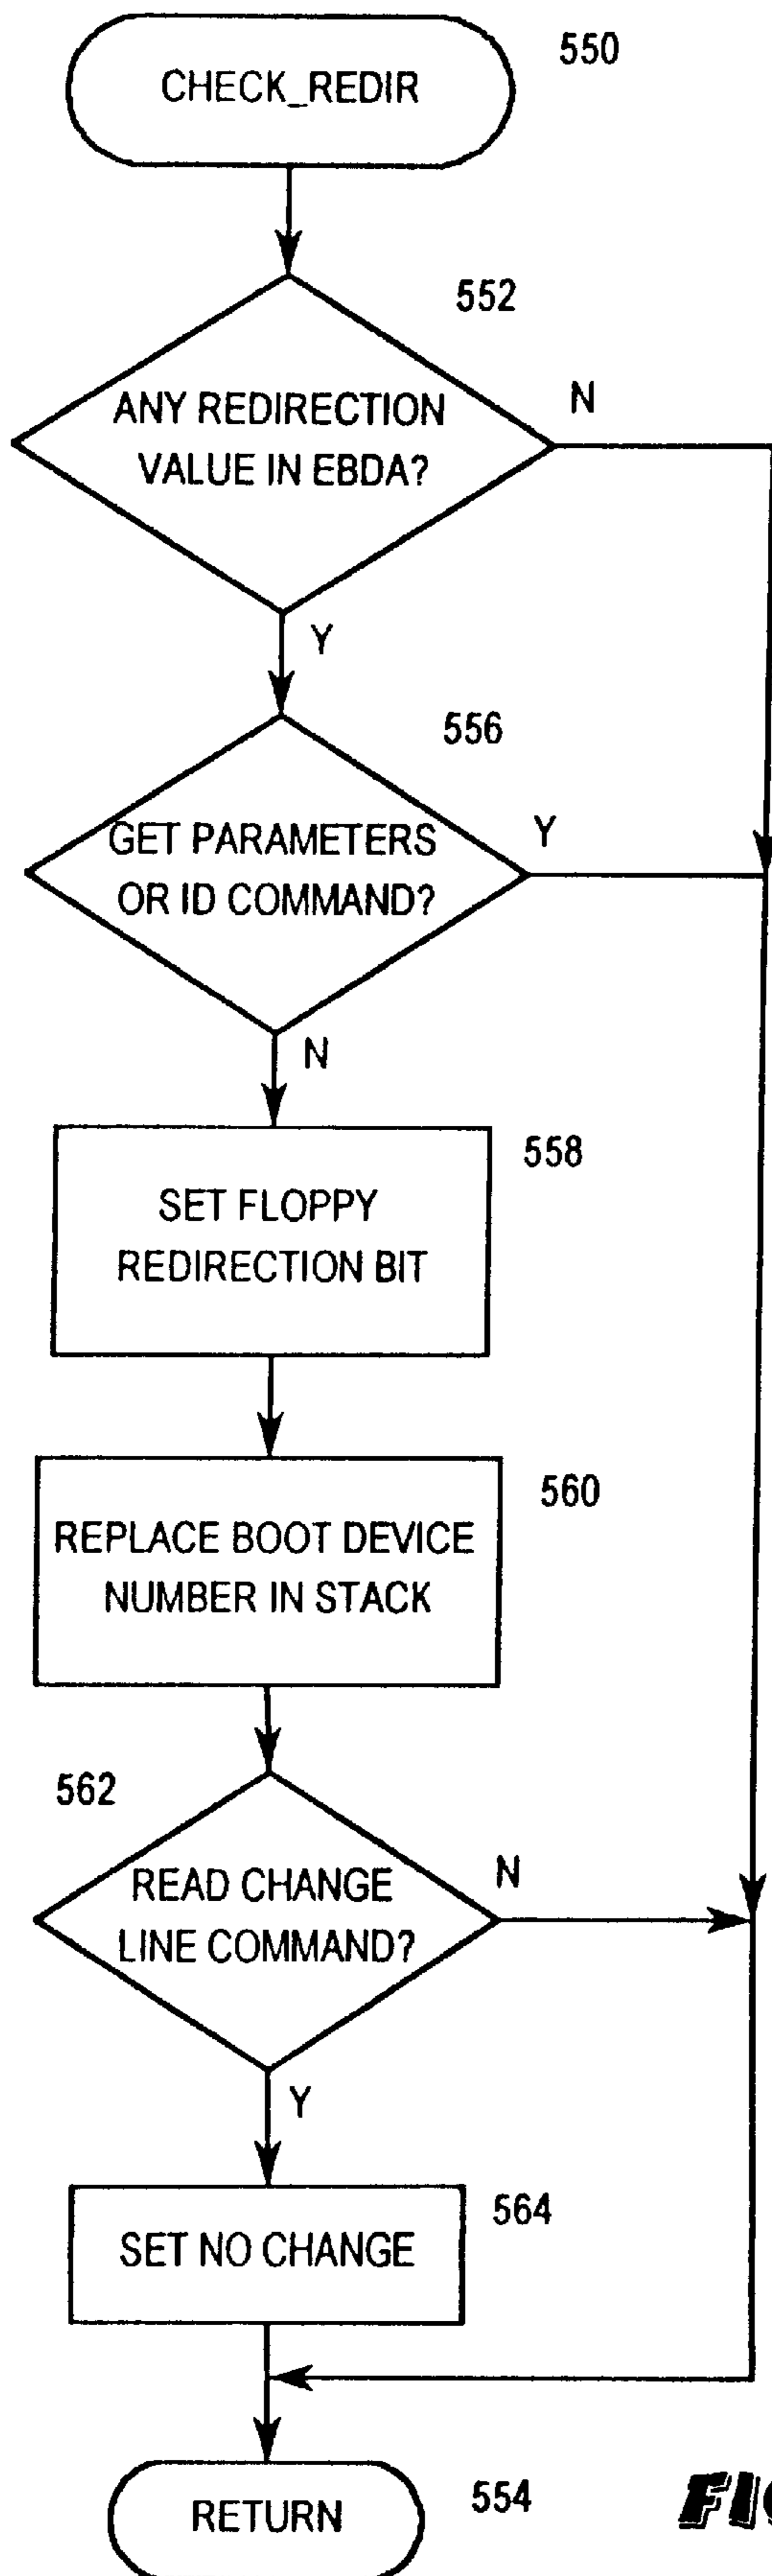 CHECK_REDIR
550
552
ANY REDIRECTION
VALUE IN EBDA?
N
Y
556
GET PARAMETERS
OR ID COMMAND?
Y
N
558
SET FLOPPY
REDIRECTION BIT
560
REPLACE BOOT DEVICE
NUMBER IN STACK
562
READ CHANGE
LINE COMMAND?
N
Y
564
SET NO CHANGE
RETURN
554